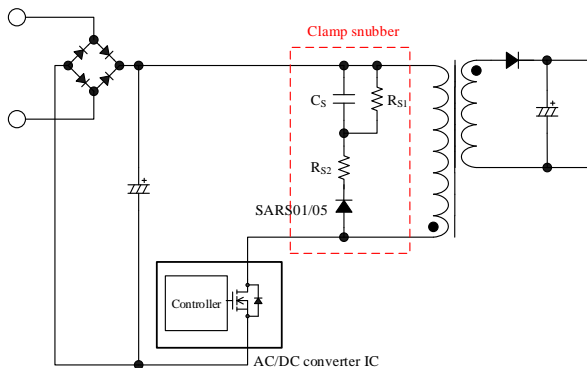 Clamp snubber
CS
RS1
RS2
SARS01/05
Controller
AC/DC converter IC
+
+